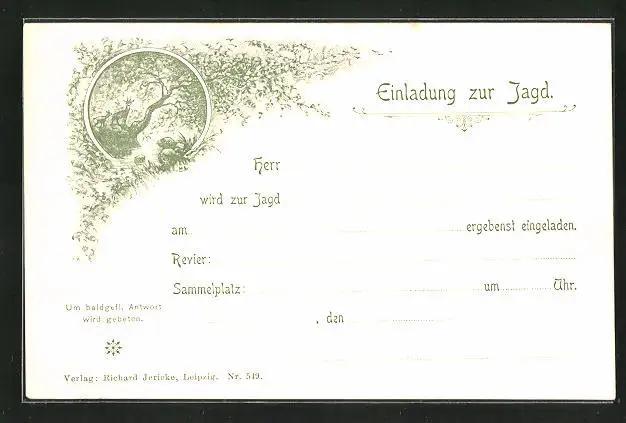 Einladung zur Jagd.
Herr
wird zur Jagd
am ergebenst eingeladen.
Revier:
Sammelplatz: um Uhr.
Um baldgefl. Antwort
wird gebeten.
, den
Verlag: Richard Jericke, Leipzig. Nr. 549.